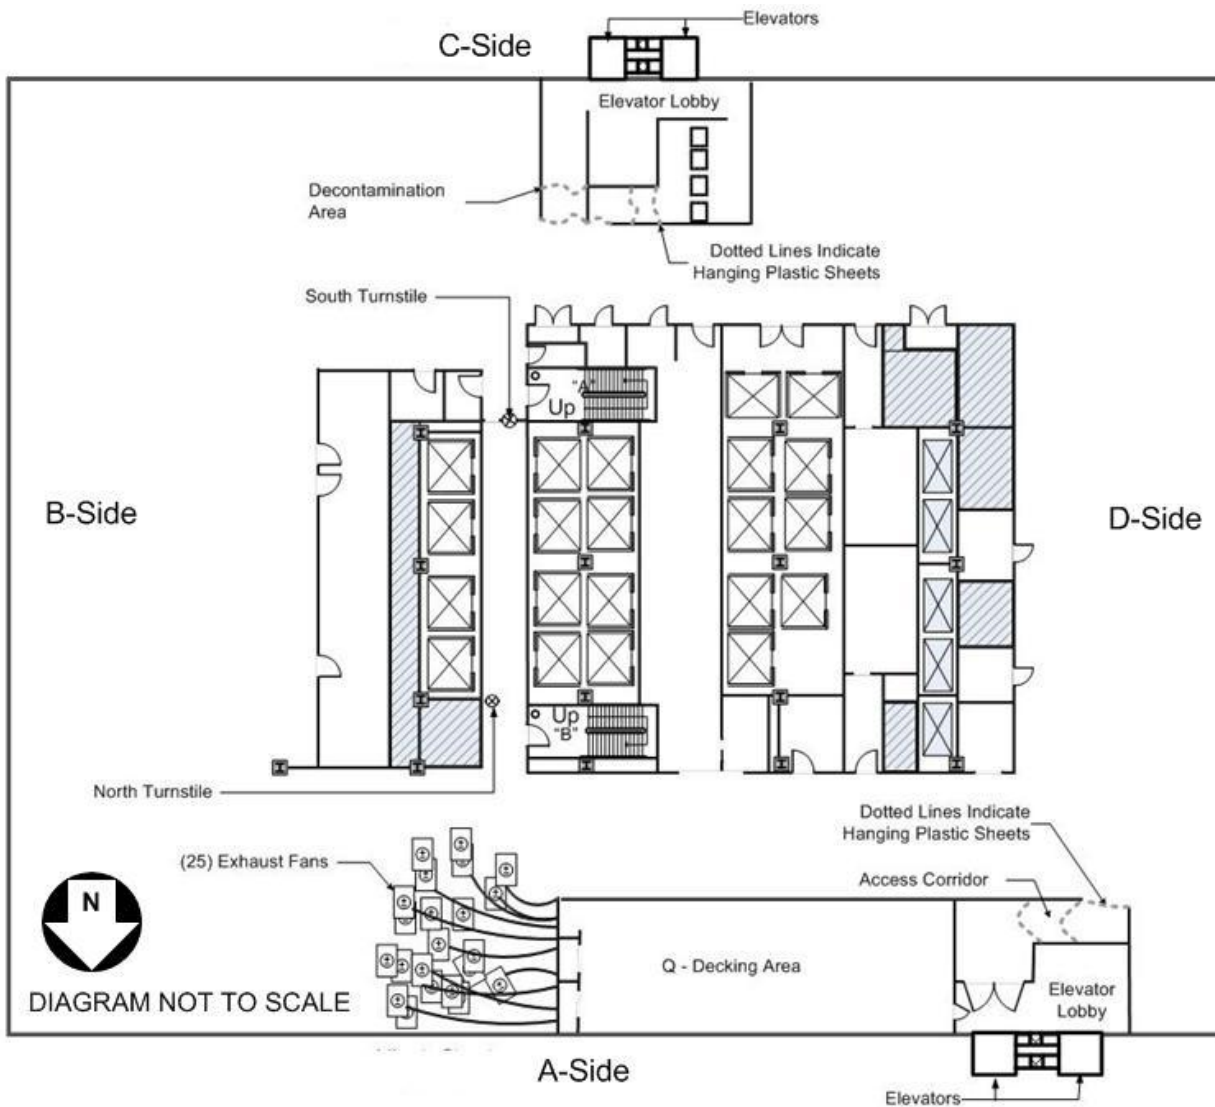 Elevators
C-Side
Elevator Lobby
Decontamination
Area
Dotted Lines Indicate
Hanging Plastic Sheets
South Turnstile
"A"
Up
B-Side
D-Side
Up
"B"
North Turnstile
Dotted Lines Indicate
Hanging Plastic Sheets
(25) Exhaust Fans
Access Corridor
N
Q - Decking Area
DIAGRAM NOT TO SCALE
Elevator
Lobby
A-Side
Elevators